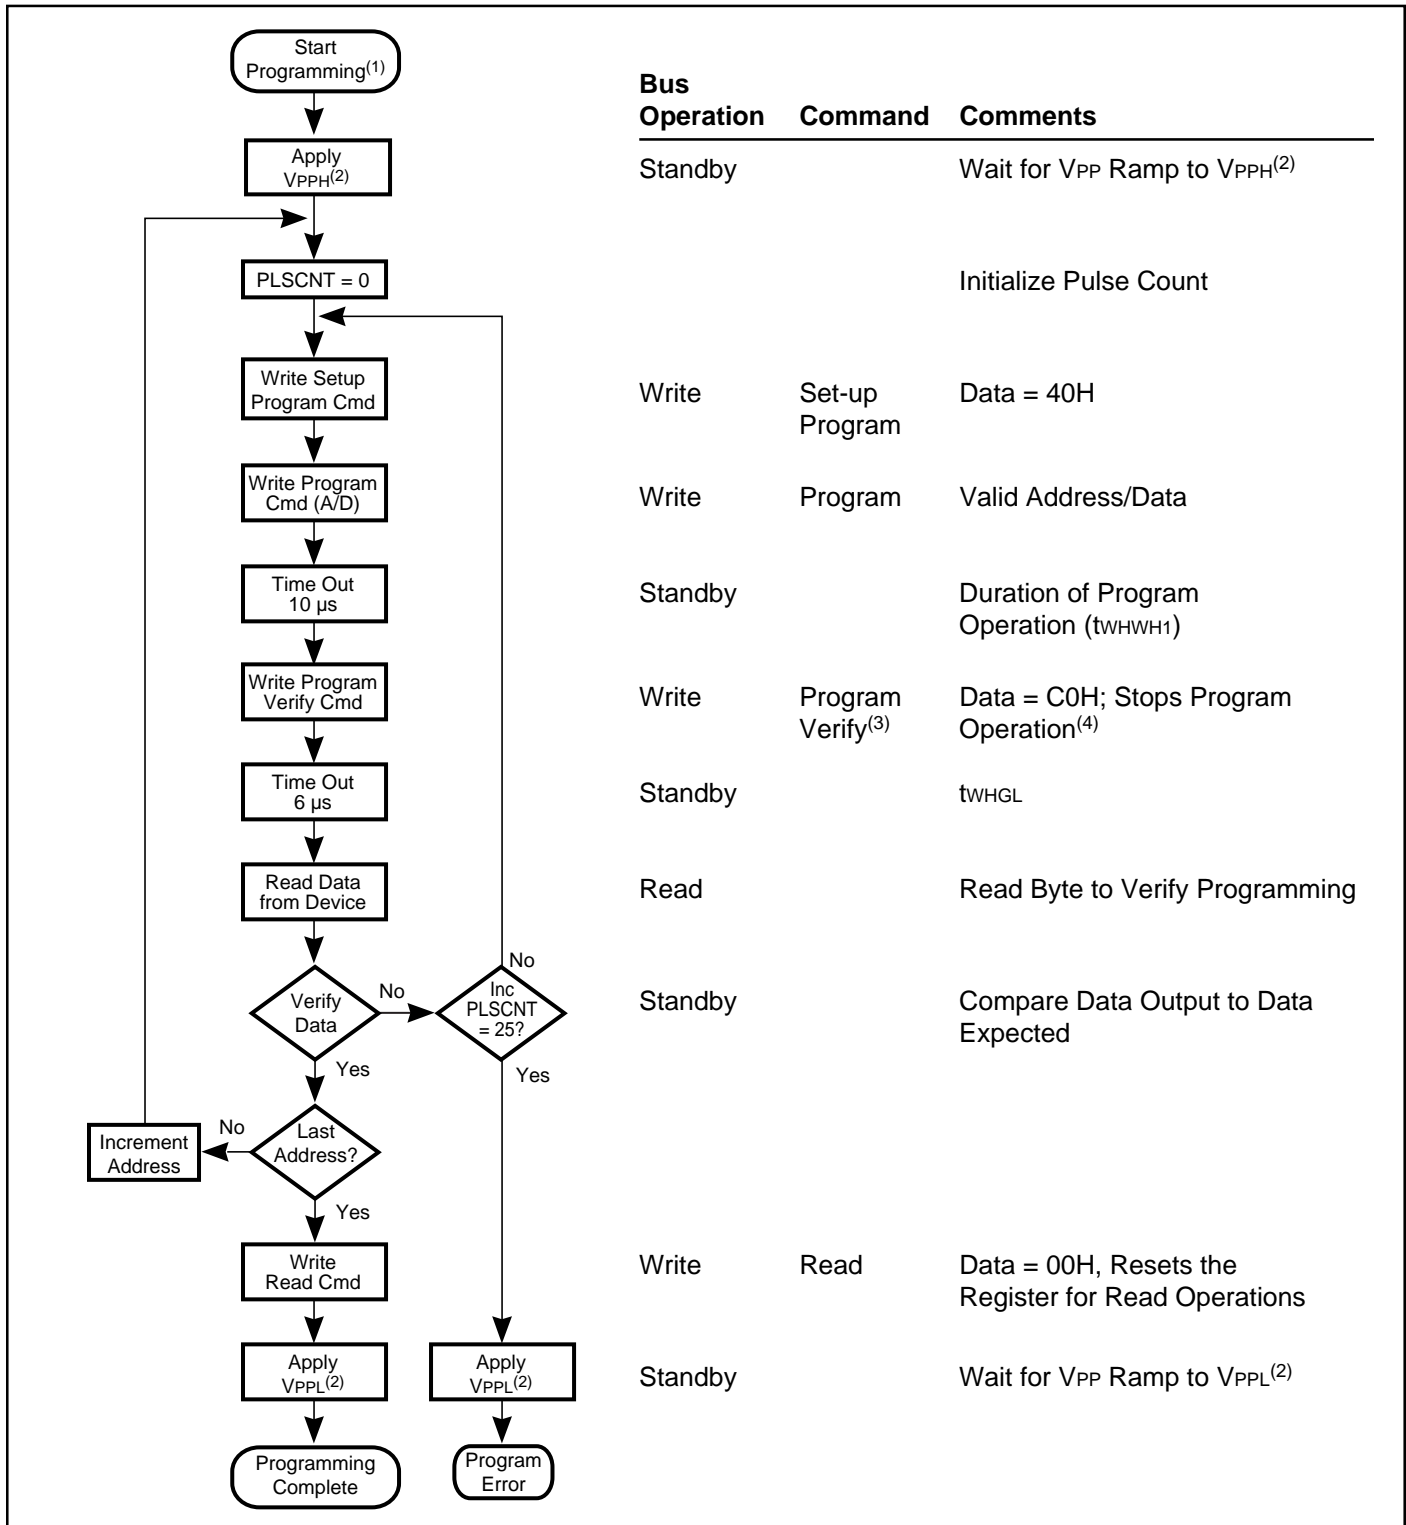 Start
Programming(1)
Apply
VPPH(2)
PLSCNT = 0
Write Setup
Program Cmd
Write Program
Cmd (A/D)
Time Out
10 µs
Write Program
Verify Cmd
Time Out
6 µs
Read Data
from Device
Verify
Data
No
Inc
PLSCNT
= 25?
No
Yes
Yes
Last
Address?
No
Increment
Address
Yes
Write
Read Cmd
Apply
VPPL(2)
Programming
Complete
Apply
VPPL(2)
Program
Error
Bus
Operation Command Comments
Standby Wait for VPP Ramp to VPPH(2)
Initialize Pulse Count
Write Set-up Data = 40H
Program
Write Program Valid Address/Data
Standby Duration of Program
Operation (tWHWH1)
Write Program Data = C0H; Stops Program
Verify(3) Operation(4)
Standby tWHGL
Read Read Byte to Verify Programming
Standby Compare Data Output to Data
Expected
Write Read Data = 00H, Resets the
Register for Read Operations
Standby Wait for VPP Ramp to VPPL(2)